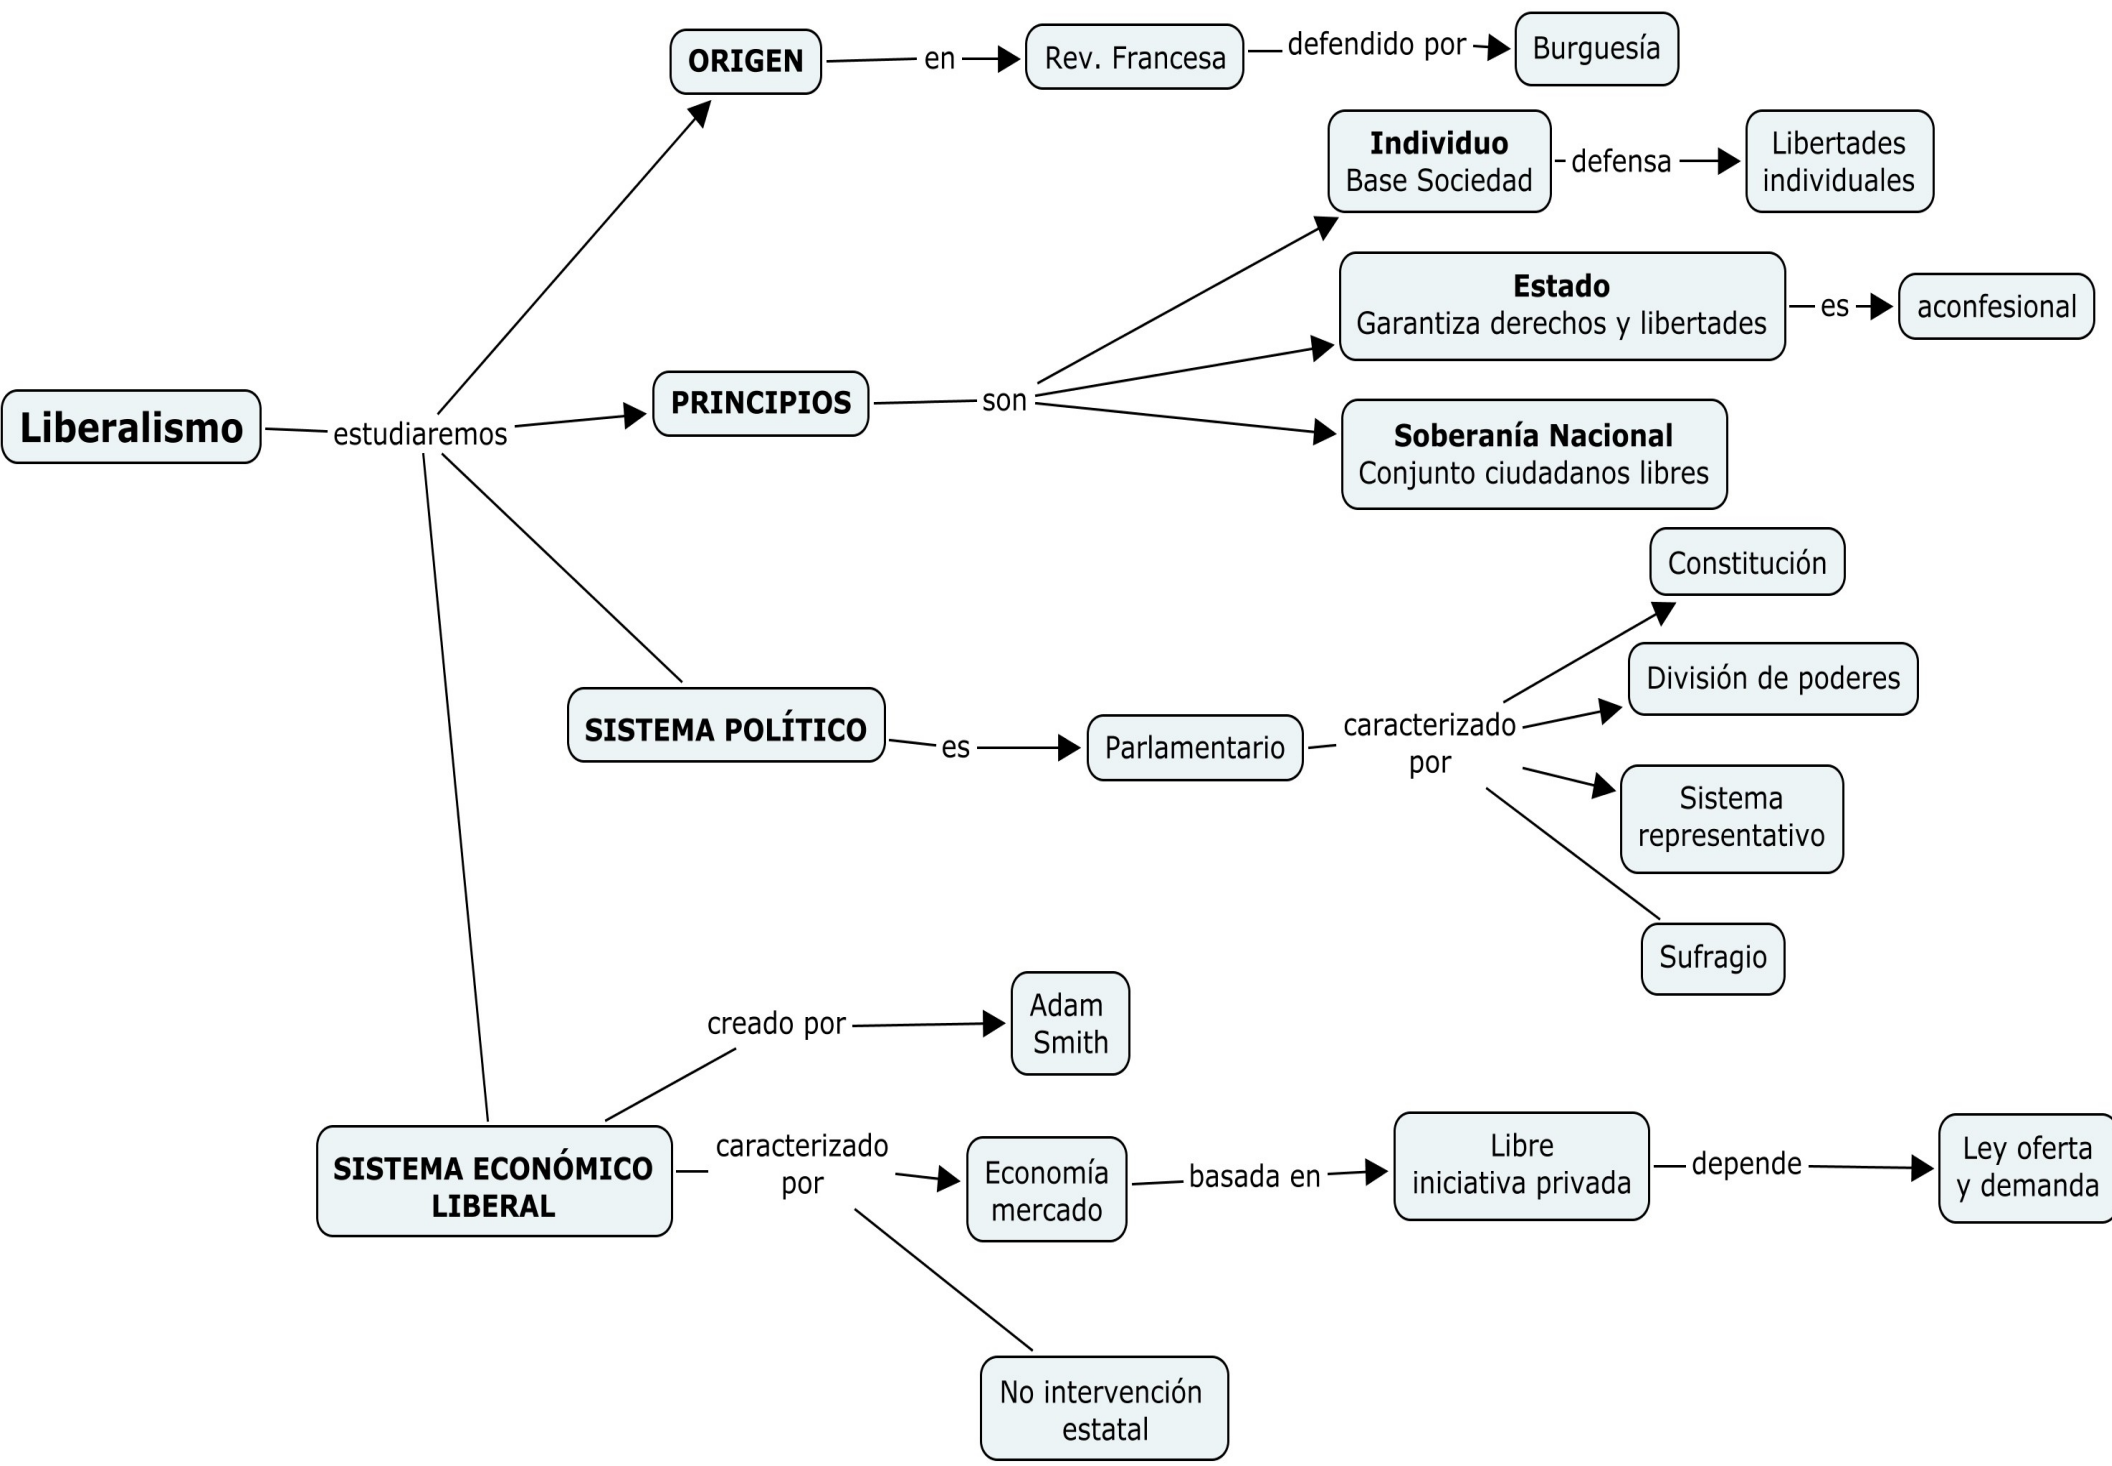 Liberalismo
estudiaremos
ORIGEN
en
Rev. Francesa
defendido por
Burguesía
PRINCIPIOS
son
Individuo
Base Sociedad
defensa
Libertades
individuales
Estado
Garantiza derechos y libertades
es
aconfesional
Soberanía Nacional
Conjunto ciudadanos libres
SISTEMA POLÍTICO
es
Parlamentario
caracterizado
por
Constitución
División de poderes
Sistema
representativo
Sufragio
SISTEMA ECONÓMICO
LIBERAL
creado por
Adam
Smith
caracterizado
por
Economía
mercado
basada en
Libre
iniciativa privada
depende
Ley oferta
y demanda
No intervención
estatal